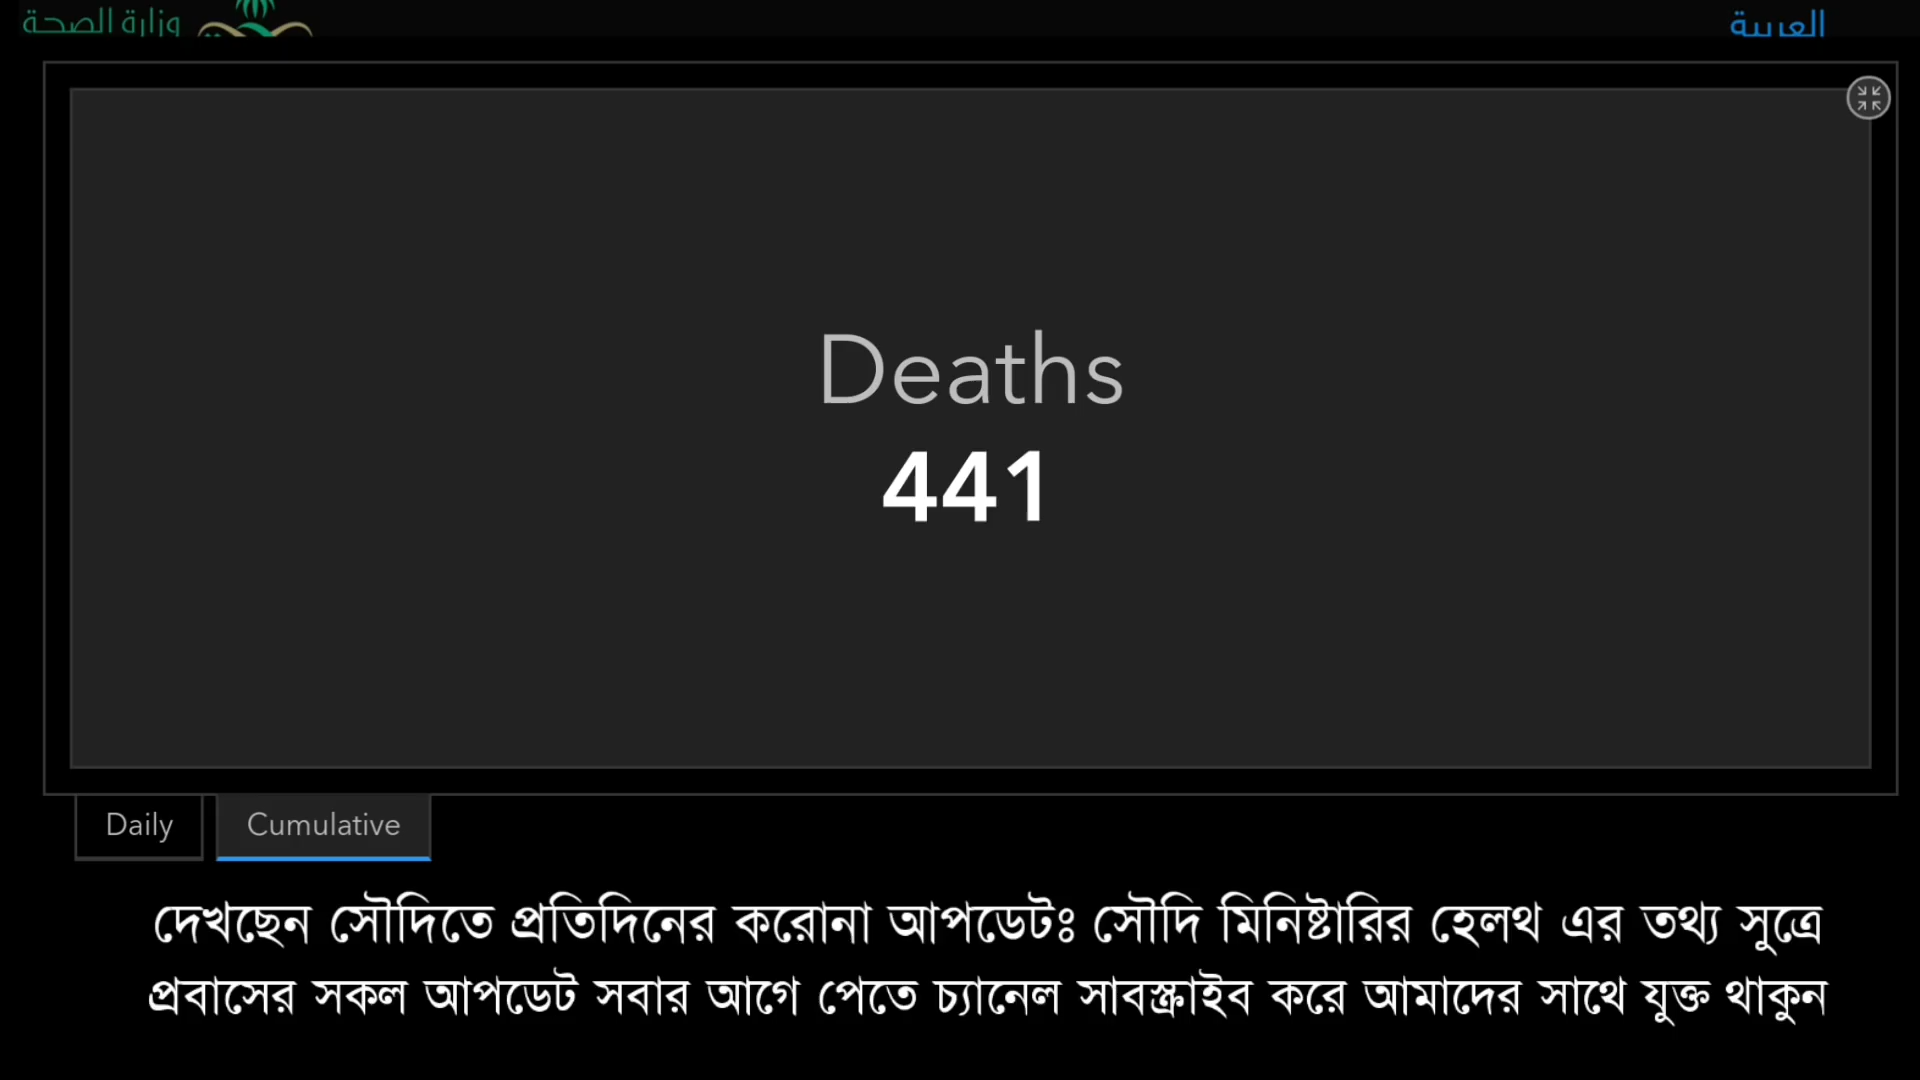 وزارة الصحة
العربية
Deaths
441
Daily
Cumulative
দেখছেন সৌদিতে প্রতিদিনের করোনা আপডেটঃ সৌদি মিনিষ্টারির হেলথ এর তথ্য সুত্রে
প্রবাসের সকল আপডেট সবার আগে পেতে চ্যানেল সাবস্ক্রাইব করে আমাদের সাথে যুক্ত থাকুন